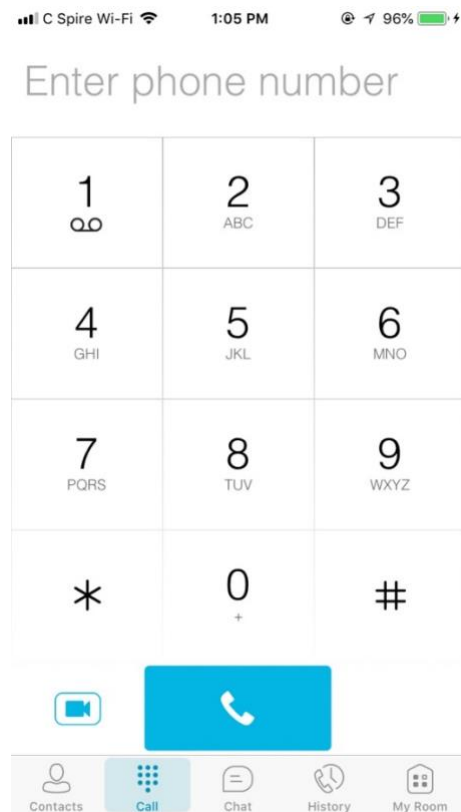 C Spire Wi-Fi 1:05 PM 96%
Enter phone number
1 2 3
ABC DEF
4 5 6
GHI JKL MNO
7 8 9
PQRS TUV WXYZ
* 0 #
+
Contacts Call Chat History My Room